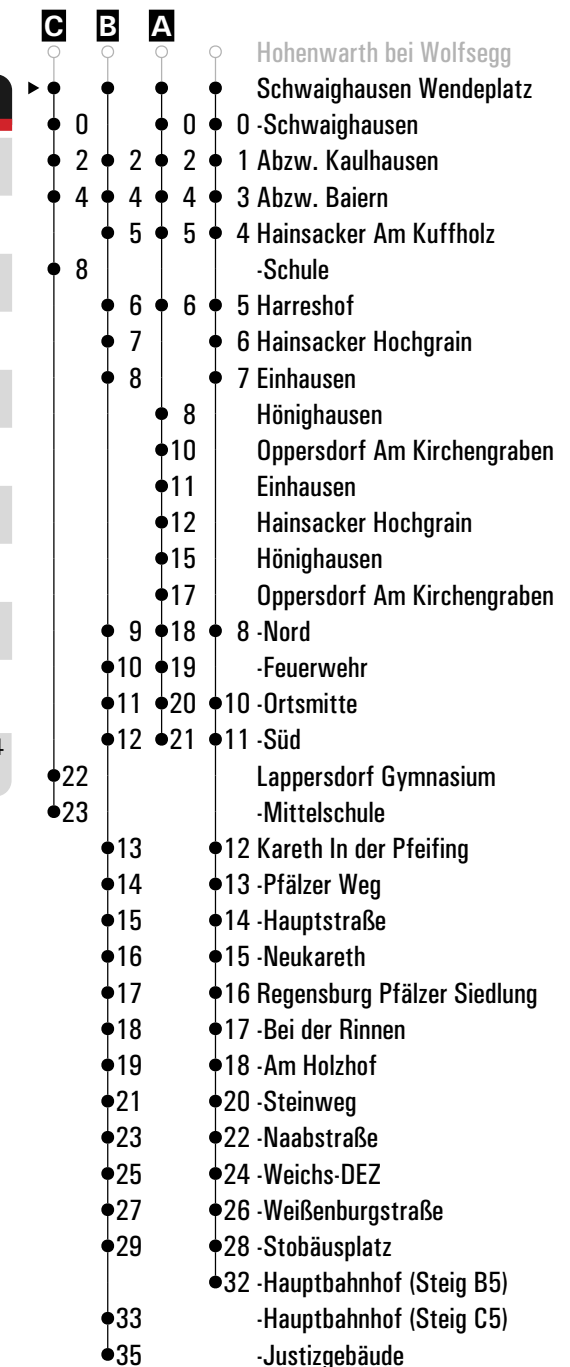 C B A
Hohenwarth bei Wolfsegg
Schwaighausen Wendeplatz
0 0 0 -Schwaighausen
2 2 2 1 Abzw. Kaulhausen
4 4 4 3 Abzw. Baiern
5 5 4 Hainsacker Am Kuffholz
8 -Schule
6 6 5 Harreshof
7 6 Hainsacker Hochgrain
8 7 Einhausen
8 Hönighausen
10 Oppersdorf Am Kirchengraben
11 Einhausen
12 Hainsacker Hochgrain
15 Hönighausen
17 Oppersdorf Am Kirchengraben
9 18 8 -Nord
10 19 -Feuerwehr
11 20 10 -Ortsmitte
12 21 11 -Süd
22 Lappersdorf Gymnasium
23 -Mittelschule
13 12 Kareth In der Pfeifing
14 13 -Pfälzer Weg
15 14 -Hauptstraße
16 15 -Neukareth
17 16 Regensburg Pfälzer Siedlung
18 17 -Bei der Rinnen
19 18 -Am Holzhof
21 20 -Steinweg
23 22 -Naabstraße
25 24 -Weichs-DEZ
27 26 -Weißenburgstraße
29 28 -Stobäusplatz
32 -Hauptbahnhof (Steig B5)
33 -Hauptbahnhof (Steig C5)
35 -Justizgebäude